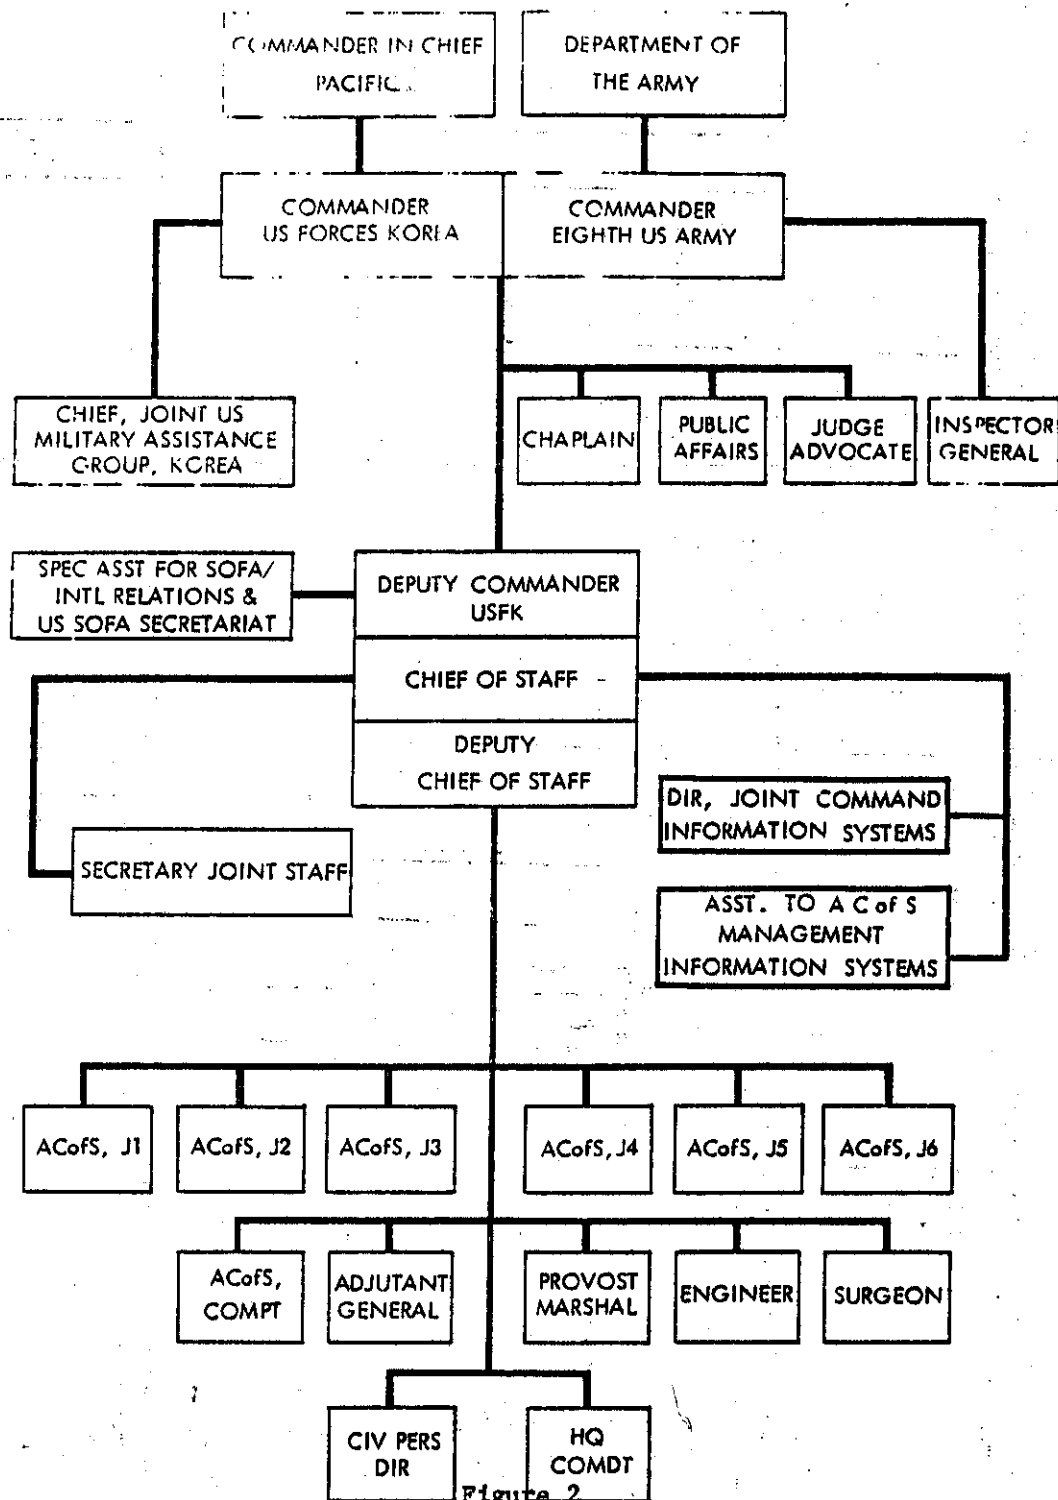 COMMANDER IN CHIEF
PACIFIC
DEPARTMENT OF
THE ARMY
COMMANDER
US FORCES KOREA
COMMANDER
EIGHTH US ARMY
CHIEF, JOINT US
MILITARY ASSISTANCE
GROUP, KOREA
CHAPLAIN
PUBLIC
AFFAIRS
JUDGE
ADVOCATE
INSPECTOR
GENERAL
SPEC ASST FOR SOFA/
INTL RELATIONS &
US SOFA SECRETARIAT
DEPUTY COMMANDER
USFK
CHIEF OF STAFF
DEPUTY
CHIEF OF STAFF
DIR, JOINT COMMAND
INFORMATION SYSTEMS
SECRETARY JOINT STAFF
ASST. TO A C of S
MANAGEMENT
INFORMATION SYSTEMS
ACofS, J1
ACofS, J2
ACofS, J3
ACofS, J4
ACofS, J5
ACofS, J6
ACofS,
COMPT
ADJUTANT
GENERAL
PROVOST
MARSHAL
ENGINEER
SURGEON
CIV PERS
DIR
HQ
COMDT
Figure 2